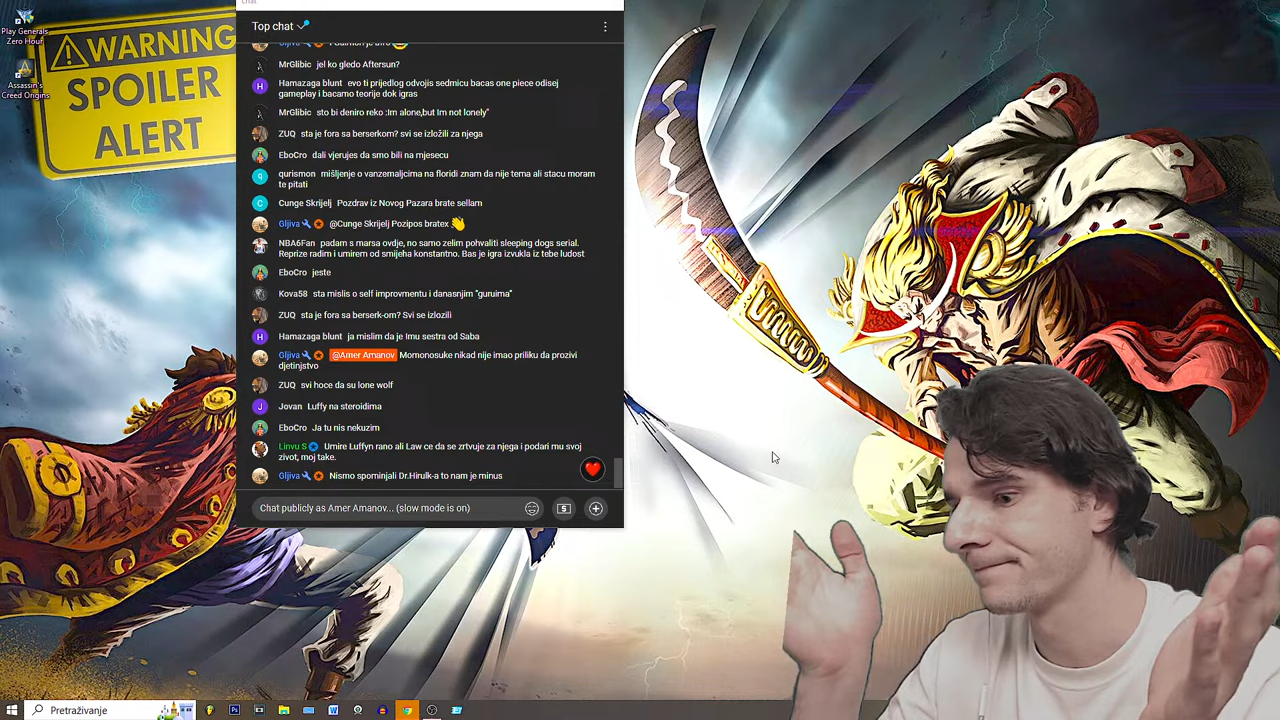 Play Generals
Zero Hour
Assassin's
Creed Origins
WARNING
SPOILER
ALERT
Chat
Top chat
Gljiva
MrGlibic jel ko gledo Aftersun?
Hamazaga blunt evo ti prijedlog odvojis sedmicu bacas one piece odisej
gameplay i bacamo teorije dok igras
MrGlibic sto bi deniro reko :Im alone,but Im not lonely"
ZUQ sta je fora sa berserkom? svi se izložili za njega
EboCro dali vjerujes da smo bili na mjesecu
qurismon mišljenje o vanzemaljcima na floridi znam da nije tema ali stacu moram
te pitati
Cunge Skrijelj Pozdrav iz Novog Pazara brate sellam
Gljiva @Cunge Skrijelj Pozipos bratex 👋
NBA6Fan padam s marsa ovdje, no samo zelim pohvaliti sleeping dogs serial.
Reprize radim i umirem od smijeha konstantno. Bas je igra izvukla iz tebe ludost
EboCro jeste
Kova58 sta mislis o self improvmentu i danasnjim "guruima"
ZUQ sta je fora sa berserk-om? Svi se izlozili
Hamazaga blunt ja mislim da je Imu sestra od Saba
Gljiva @Amer Amanov Momonosuke nikad nije imao priliku da prozivi
djetinjstvo
ZUQ svi hoce da su lone wolf
Jovan Luffy na steroidima
EboCro Ja tu nis nekuzim
Linvu S Umire Luffyn rano ali Law ce da se zrtvuje za njega i podari mu svoj
zivot, moj take.
Gljiva Nismo spominjali Dr.Hirulk-a to nam je minus
Chat publicly as Amer Amanov... (slow mode is on)
Pretraživanje